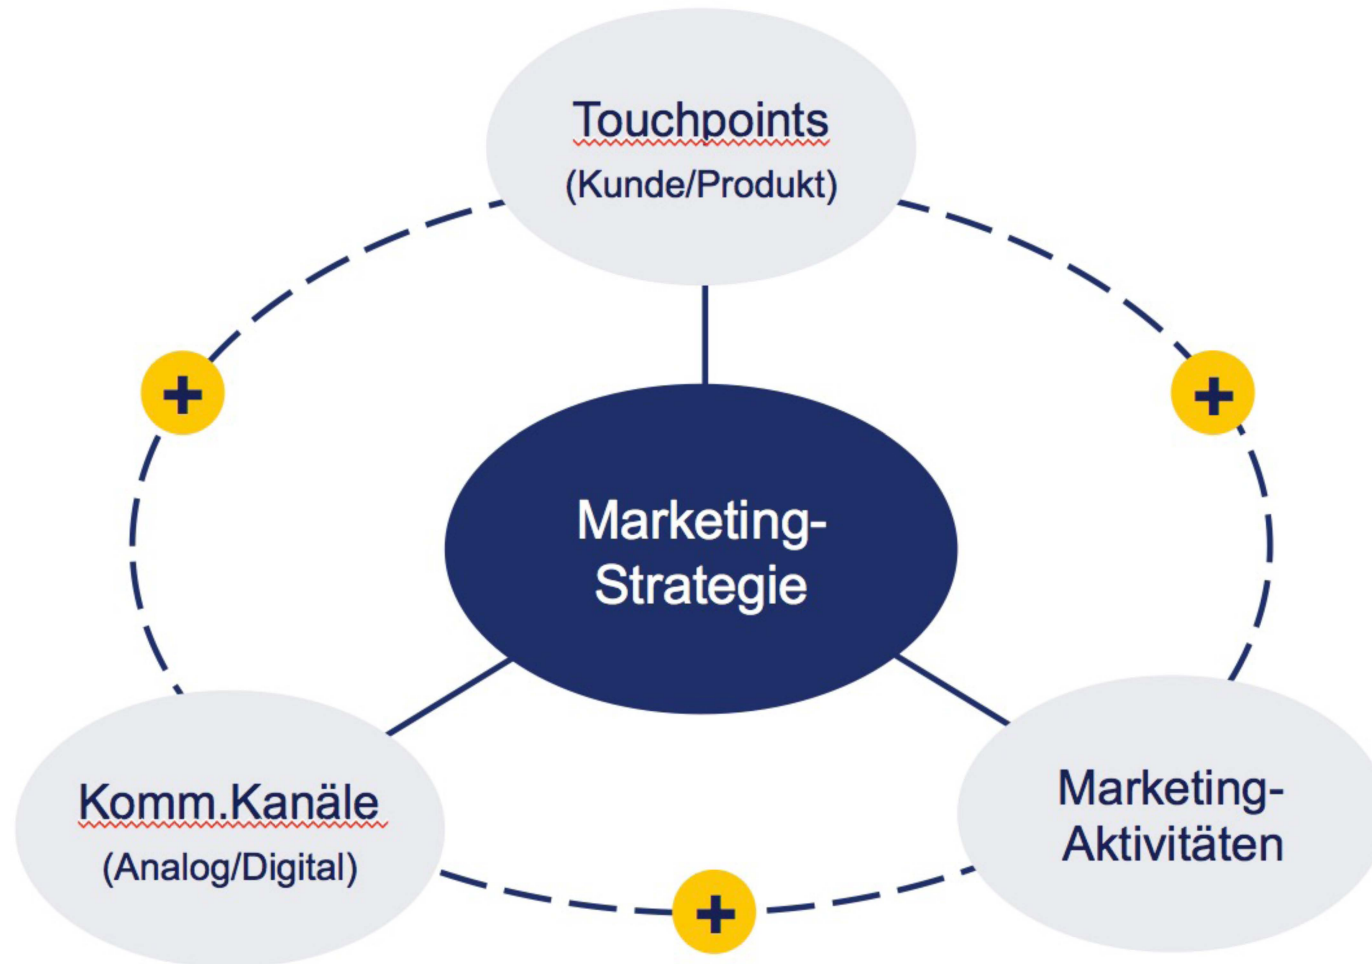 Touchpoints
(Kunde/Produkt)
+
+
Marketing-
Strategie
Komm.Kanäle
(Analog/Digital)
Marketing-
Aktivitäten
+